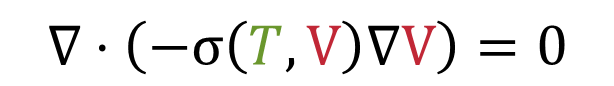 ∇ · (−σ(T, V)∇V) = 0